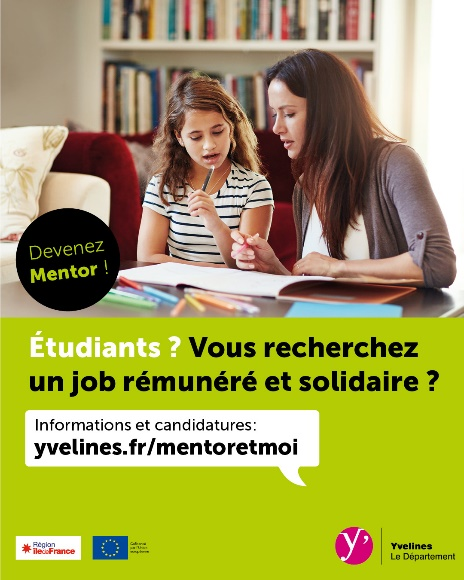 Devenez
Mentor !
Étudiants ? Vous recherchez
un job rémunéré et solidaire ?
Informations et candidatures:
yvelines.fr/mentoretmoi
Région
îledeFrance
y'
Yvelines
Le Département